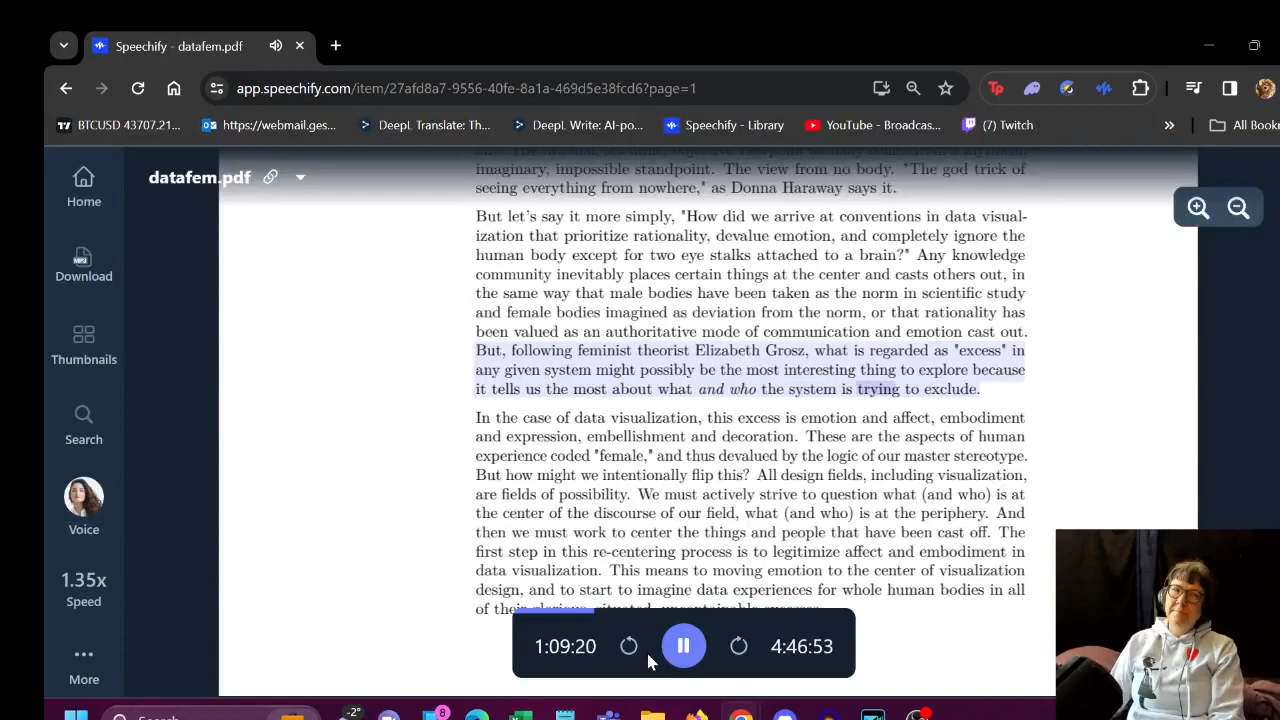 Speechify - datafem.pdf
app.speechify.com/item/27afd8a7-9556-40fe-8a1a-469d5e38fcd6?page=1
BTCUSD 43707.21...
https://webmail.ges...
DeepL Translate: Th...
DeepL Write: AI-po...
Speechify - Library
YouTube - Broadcas...
(7) Twitch
»
All Book
datafem.pdf
Home
Download
Thumbnails
Search
Voice
1.35x
Speed
More
imaginary, impossible standpoint. The view from no body. "The god trick of
seeing everything from nowhere," as Donna Haraway says it.
But let's say it more simply, "How did we arrive at conventions in data visual-
ization that prioritize rationality, devalue emotion, and completely ignore the
human body except for two eye stalks attached to a brain?" Any knowledge
community inevitably places certain things at the center and casts others out, in
the same way that male bodies have been taken as the norm in scientific study
and female bodies imagined as deviation from the norm, or that rationality has
been valued as an authoritative mode of communication and emotion cast out.
But, following feminist theorist Elizabeth Grosz, what is regarded as "excess" in
any given system might possibly be the most interesting thing to explore because
it tells us the most about what and who the system is trying to exclude.
In the case of data visualization, this excess is emotion and affect, embodiment
and expression, embellishment and decoration. These are the aspects of human
experience coded "female," and thus devalued by the logic of our master stereotype.
But how might we intentionally flip this? All design fields, including visualization,
are fields of possibility. We must actively strive to question what (and who) is at
the center of the discourse of our field, what (and who) is at the periphery. And
then we must work to center the things and people that have been cast off. The
first step in this re-centering process is to legitimize affect and embodiment in
data visualization. This means to moving emotion to the center of visualization
design, and to start to imagine data experiences for whole human bodies in all
of their
1:09:20
4:46:53
Search
-2°
8